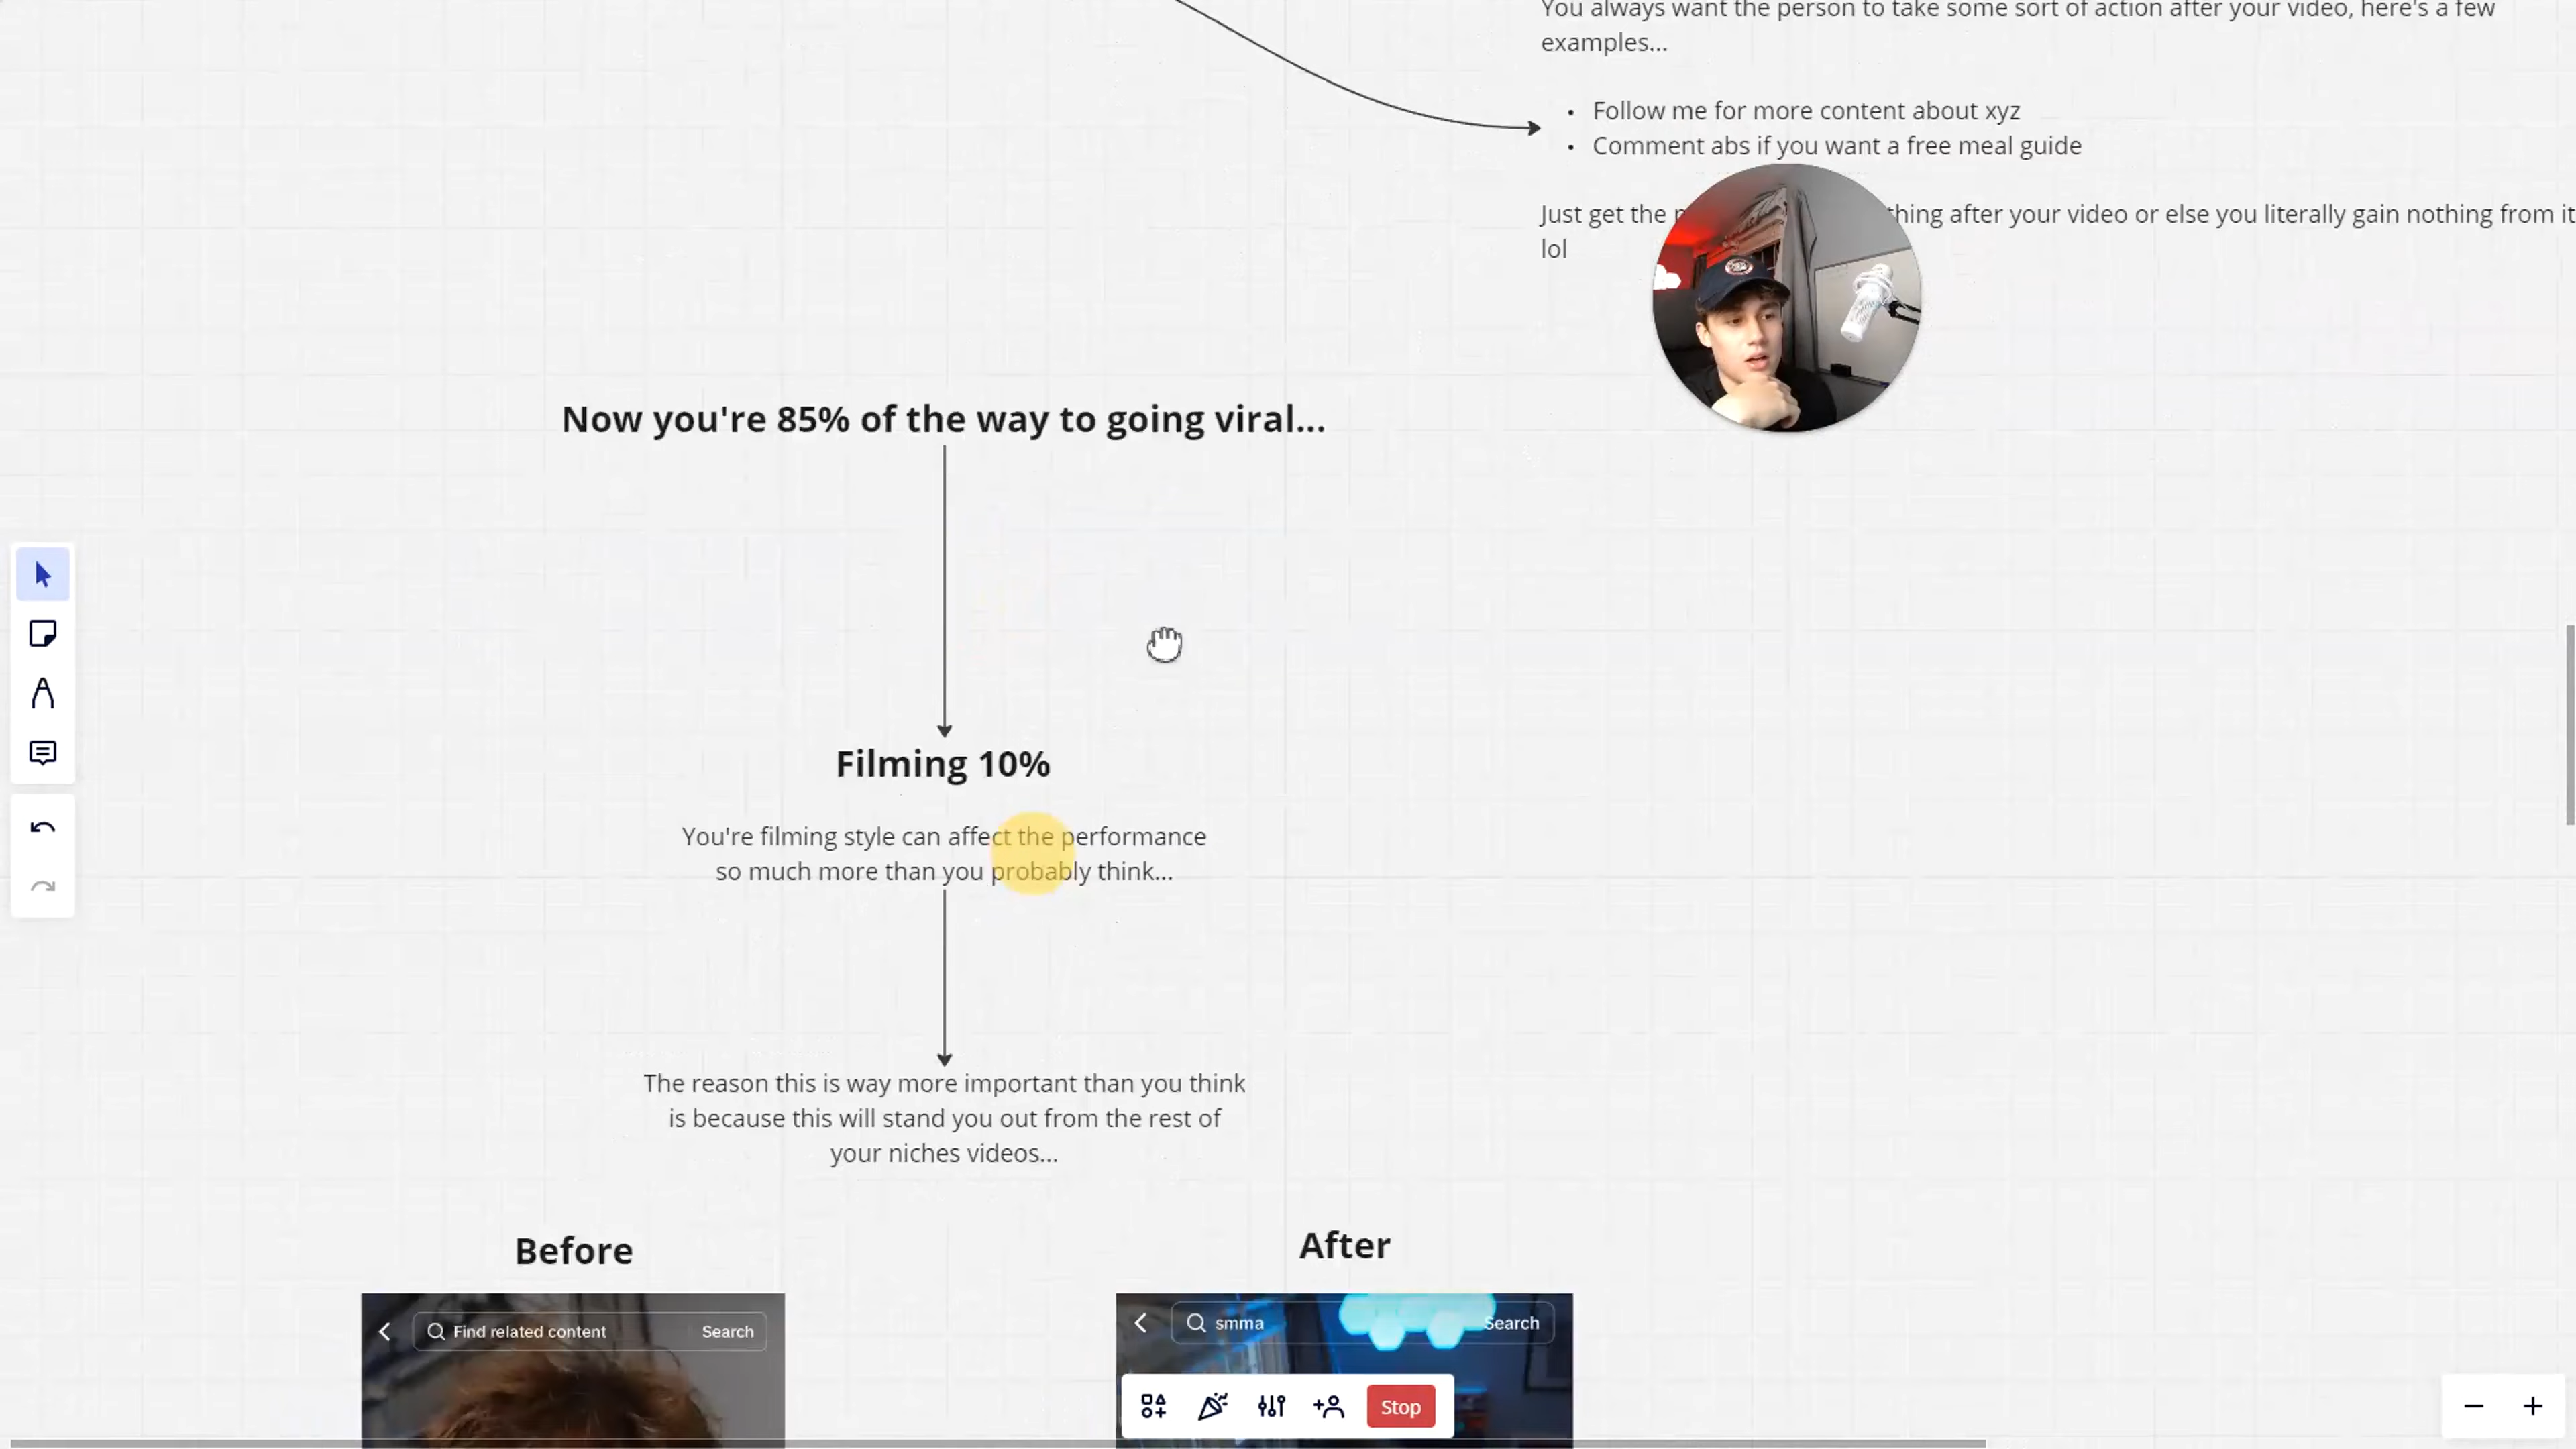 You always want the person to take some sort of action after your video, here's a few
examples...
• Follow me for more content about xyz
• Comment abs if you want a free meal guide
Just get the thing after your video or else you literally gain nothing from it
lol
Now you're 85% of the way to going viral...
Filming 10%
You're filming style can affect the performance
so much more than you probably think...
The reason this is way more important than you think
is because this will stand you out from the rest of
your niches videos...
Before
After
Find related content Search
smma Search
Stop